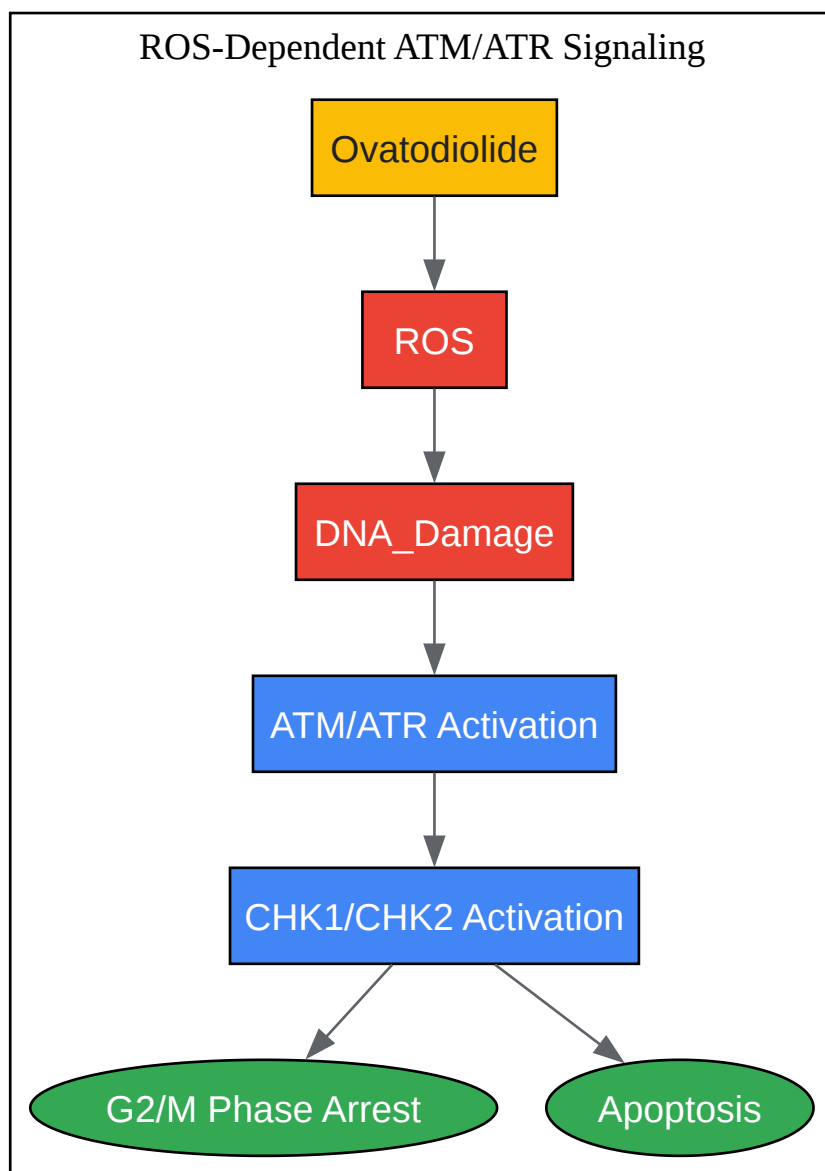 ROS-Dependent ATM/ATR Signaling
Ovatodiolide
ROS
DNA_Damage
ATM/ATR Activation
CHK1/CHK2 Activation
G2/M Phase Arrest
Apoptosis